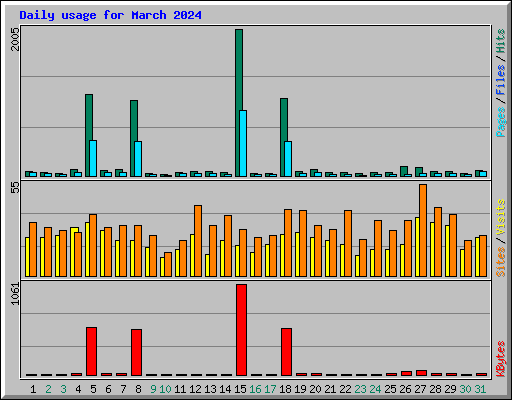 Daily usage for March 2024
2005
Pages / Files / Hits
55
Sites / Visits
1061
KBytes
1 2 3 4 5 6 7 8 9 10 11 12 13 14 15 16 17 18 19 20 21 22 23 24 25 26 27 28 29 30 31